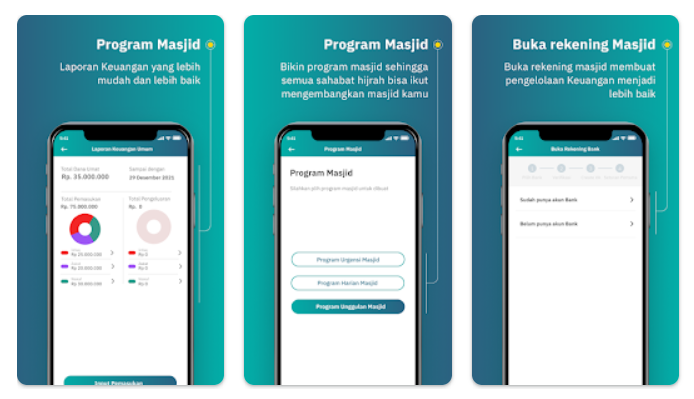 Program Masjid
Laporan Keuangan yang lebih
mudah dan lebih baik
9:41
Laporan Keuangan Umum
Total Dana Umat
Rp. 35.000.000
Sampai dengan
29 Desember 2021
Total Pemasukan
Rp. 75.000.000
Total Pengeluaran
Rp. 0
Rp 25.000.000
Rp 0
Rp 20.000.000
Rp 0
Rp 30.000.000
Rp 0
Input Pemasukan
Program Masjid
Bikin program masjid sehingga
semua sahabat hijrah bisa ikut
mengembangkan masjid kamu
9:41
Program Masjid
Program Masjid
Silahkan pilih program masjid untuk dibuat
Program Urgensi Masjid
Program Harian Masjid
Program Unggulan Masjid
Buka rekening Masjid
Buka rekening masjid membuat
pengelolaan Keuangan menjadi
lebih baik
9:41
Buka Rekening Bank
Sudah punya akun Bank
Belum punya akun Bank